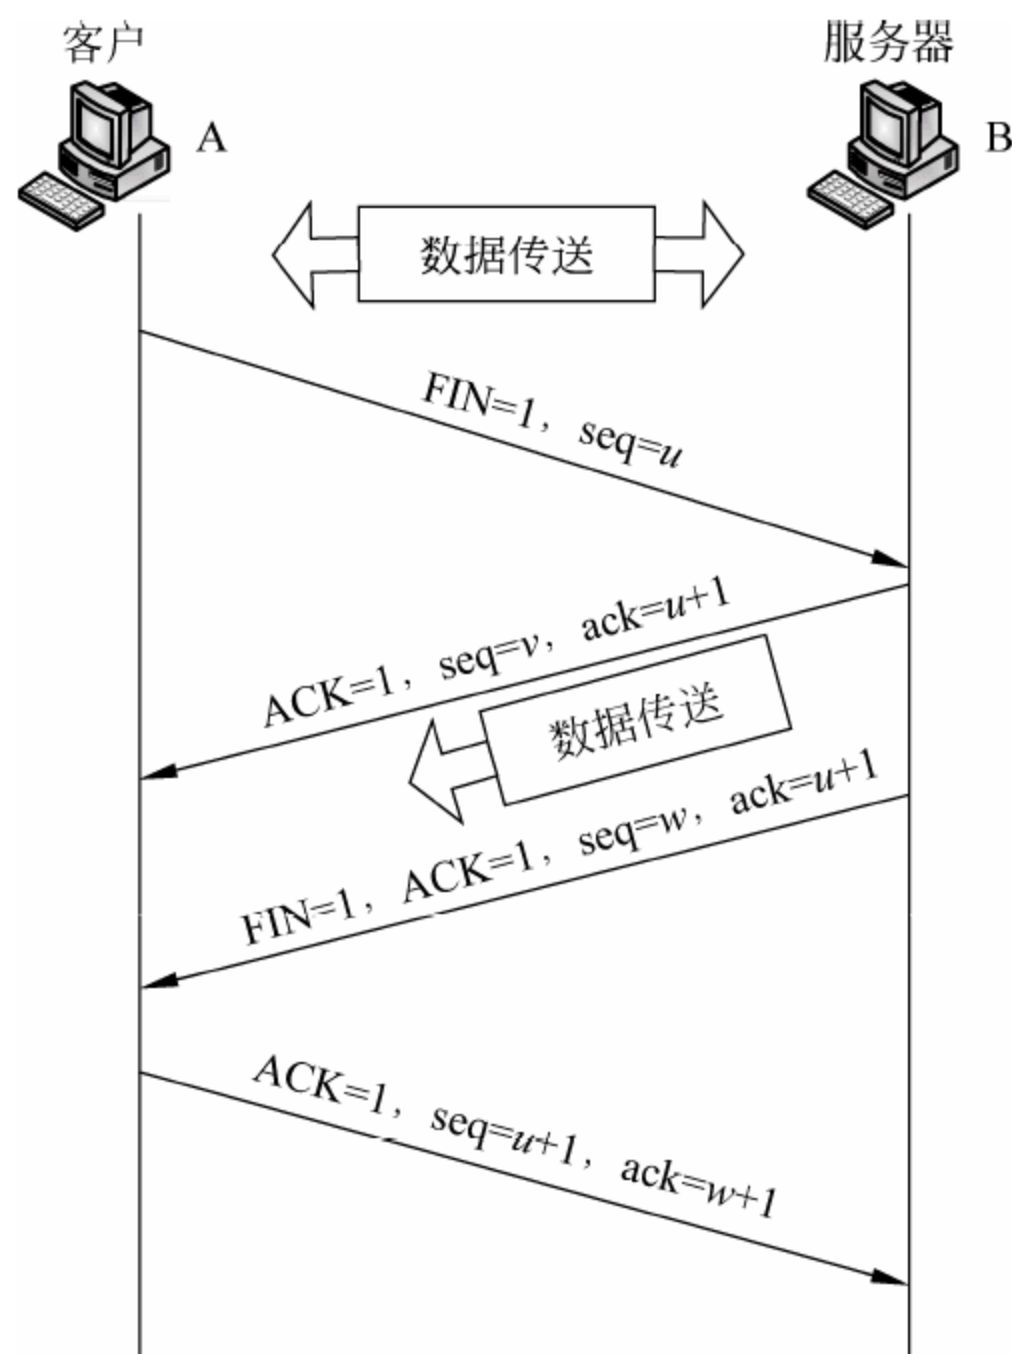 客户
服务器
A
B
数据传送
FIN=1，seq=u
ACK=1，seq=v，ack=u+1
数据传送
FIN=1，ACK=1，seq=w，ack=u+1
ACK=1，seq=u+1，ack=w+1